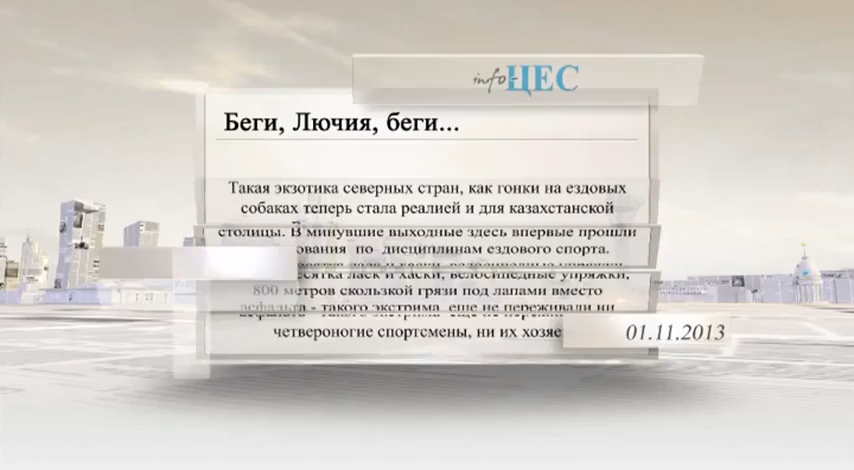 info-ЦЕС
Беги, Лючия, беги...
Такая экзотика северных стран, как гонки на ездовых
собаках теперь стала реалией и для казахстанской
столицы. В минувшие выходные здесь впервые прошли
по дисциплинам ездового спорта.
лаек и хаски, велосипедные упряжки,
800 метров скользкой грязи под лапами вместо
асфальта - такого экстрима еще не переживали ни
четвероногие спортсмены, ни их
01.11.2013